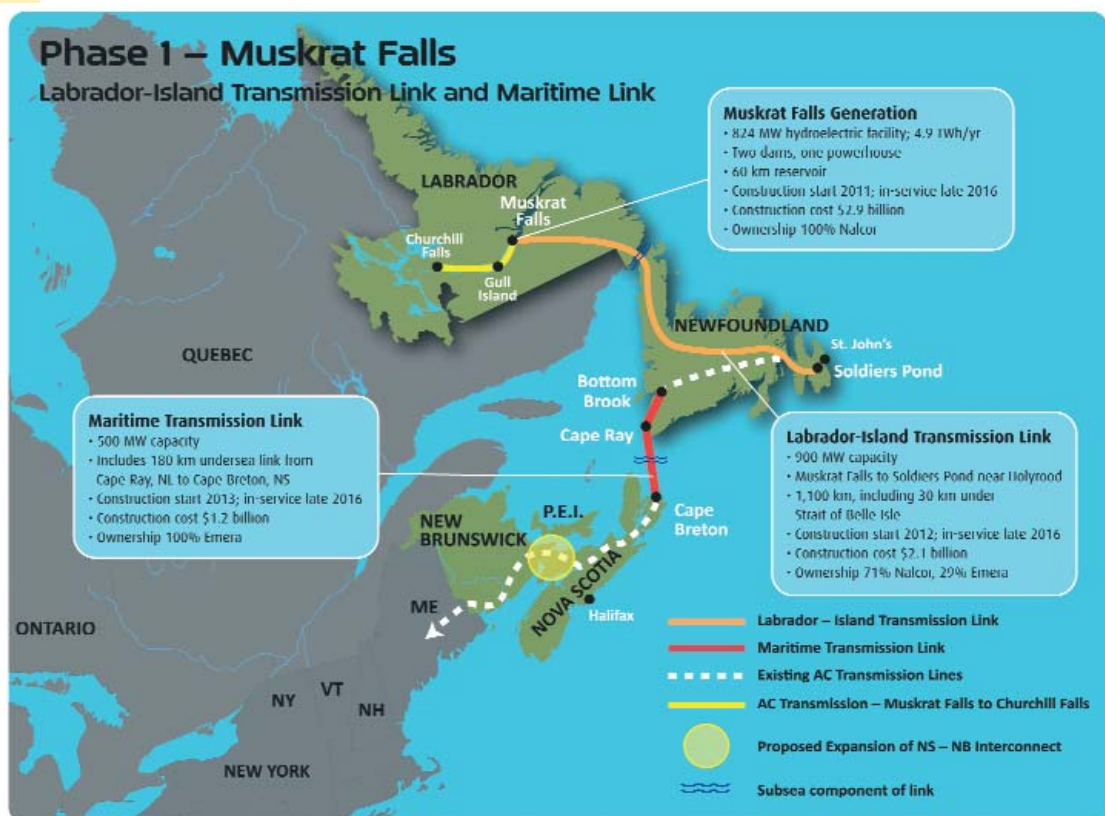 Phase 1 – Muskrat Falls
Labrador-Island Transmission Link and Maritime Link
Muskrat Falls Generation
• 824 MW hydroelectric facility; 4.9 TWh/yr
• Two dams, one powerhouse
• 60 km reservoir
• Construction start 2011; in-service late 2016
• Construction cost $2.9 billion
• Ownership 100% Nalcor
LABRADOR
Muskrat
Falls
Churchill
Falls
Gull
Island
QUEBEC
NEWFOUNDLAND
St. John's
Soldiers Pond
Bottom
Brook
Cape Ray
Maritime Transmission Link
• 500 MW capacity
• Includes 180 km undersea link from
Cape Ray, NL to Cape Breton, NS
• Construction start 2013; in-service late 2016
• Construction cost $1.2 billion
• Ownership 100% Emera
Labrador-Island Transmission Link
• 900 MW capacity
• Muskrat Falls to Soldiers Pond near Holyrood
• 1,100 km, including 30 km under
Strait of Belle Isle
• Construction start 2012; in-service late 2016
• Construction cost $2.1 billion
• Ownership 71% Nalcor, 29% Emera
Cape
Breton
P.E.I.
NEW
BRUNSWICK
NOVA SCOTIA
Halifax
ME
ONTARIO
NY
VT
NH
NEW YORK
Labrador – Island Transmission Link
Maritime Transmission Link
Existing AC Transmission Lines
AC Transmission – Muskrat Falls to Churchill Falls
Proposed Expansion of NS – NB Interconnect
Subsea component of link